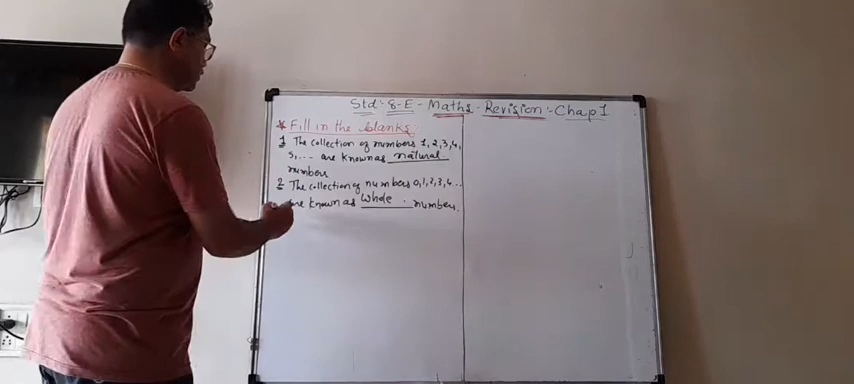 Std:- 8-E - Maths - Revision :- Chap 1
* Fill in the blanks
1 The collection of numbers 1, 2, 3, 4,
5, ... are known as natural
numbers
2 The collection of numbers 0, 1, 2, 3, 4...
are known as whole numbers.